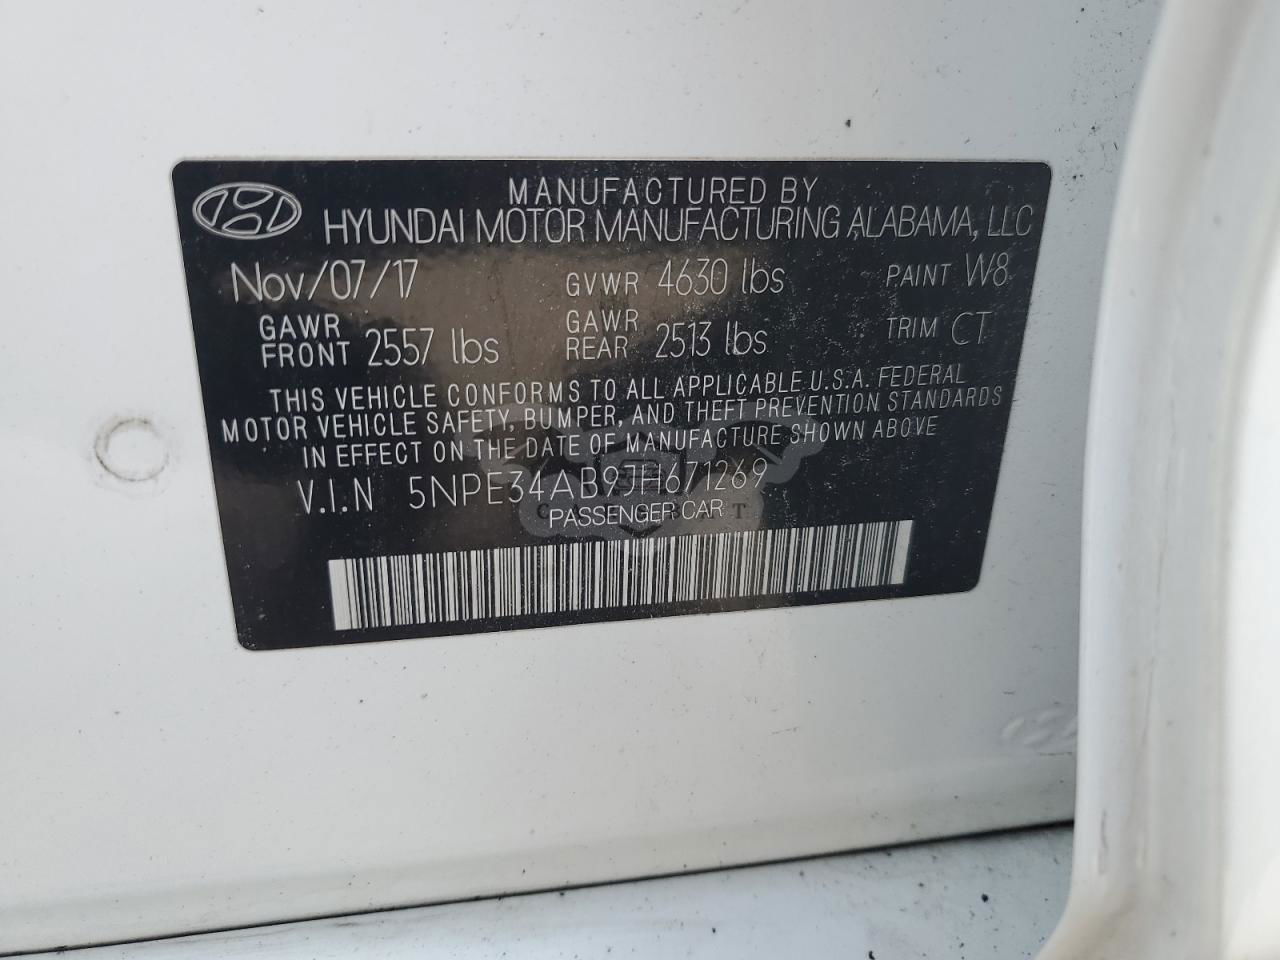 MANUFACTURED BY
HYUNDAI MOTOR MANUFACTURING ALABAMA, LLC
Nov/07/17 GVWR 4630 lbs PAINT W8
GAWR FRONT 2557 lbs GAWR REAR 2513 lbs TRIM CT
THIS VEHICLE CONFORMS TO ALL APPLICABLE U.S.A. FEDERAL
MOTOR VEHICLE SAFETY, BUMPER, AND THEFT PREVENTION STANDARDS
IN EFFECT ON THE DATE OF MANUFACTURE SHOWN ABOVE
V.I.N 5NPE34AB9JH671269
PASSENGER CAR